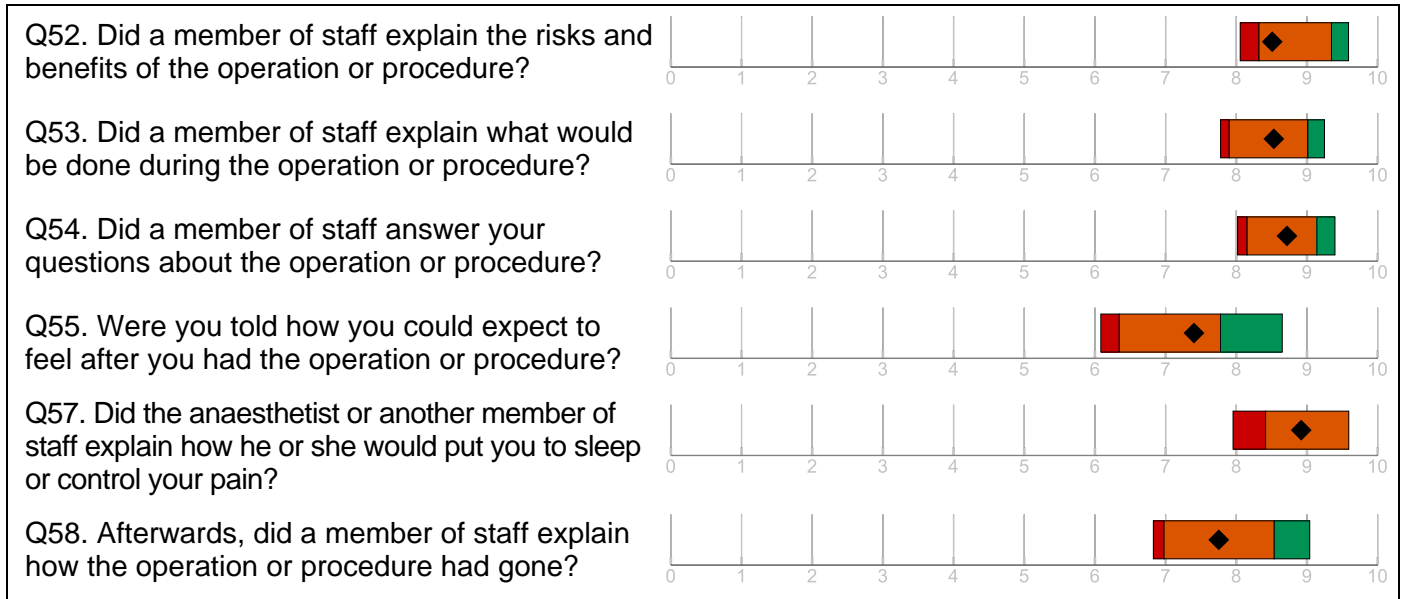 Q52. Did a member of staff explain the risks and
benefits of the operation or procedure?
0 1 2 3 4 5 6 7 8 9 10
Q53. Did a member of staff explain what would
be done during the operation or procedure?
0 1 2 3 4 5 6 7 8 9 10
Q54. Did a member of staff answer your
questions about the operation or procedure?
0 1 2 3 4 5 6 7 8 9 10
Q55. Were you told how you could expect to
feel after you had the operation or procedure?
0 1 2 3 4 5 6 7 8 9 10
Q57. Did the anaesthetist or another member of
staff explain how he or she would put you to sleep
or control your pain?
0 1 2 3 4 5 6 7 8 9 10
Q58. Afterwards, did a member of staff explain
how the operation or procedure had gone?
0 1 2 3 4 5 6 7 8 9 10